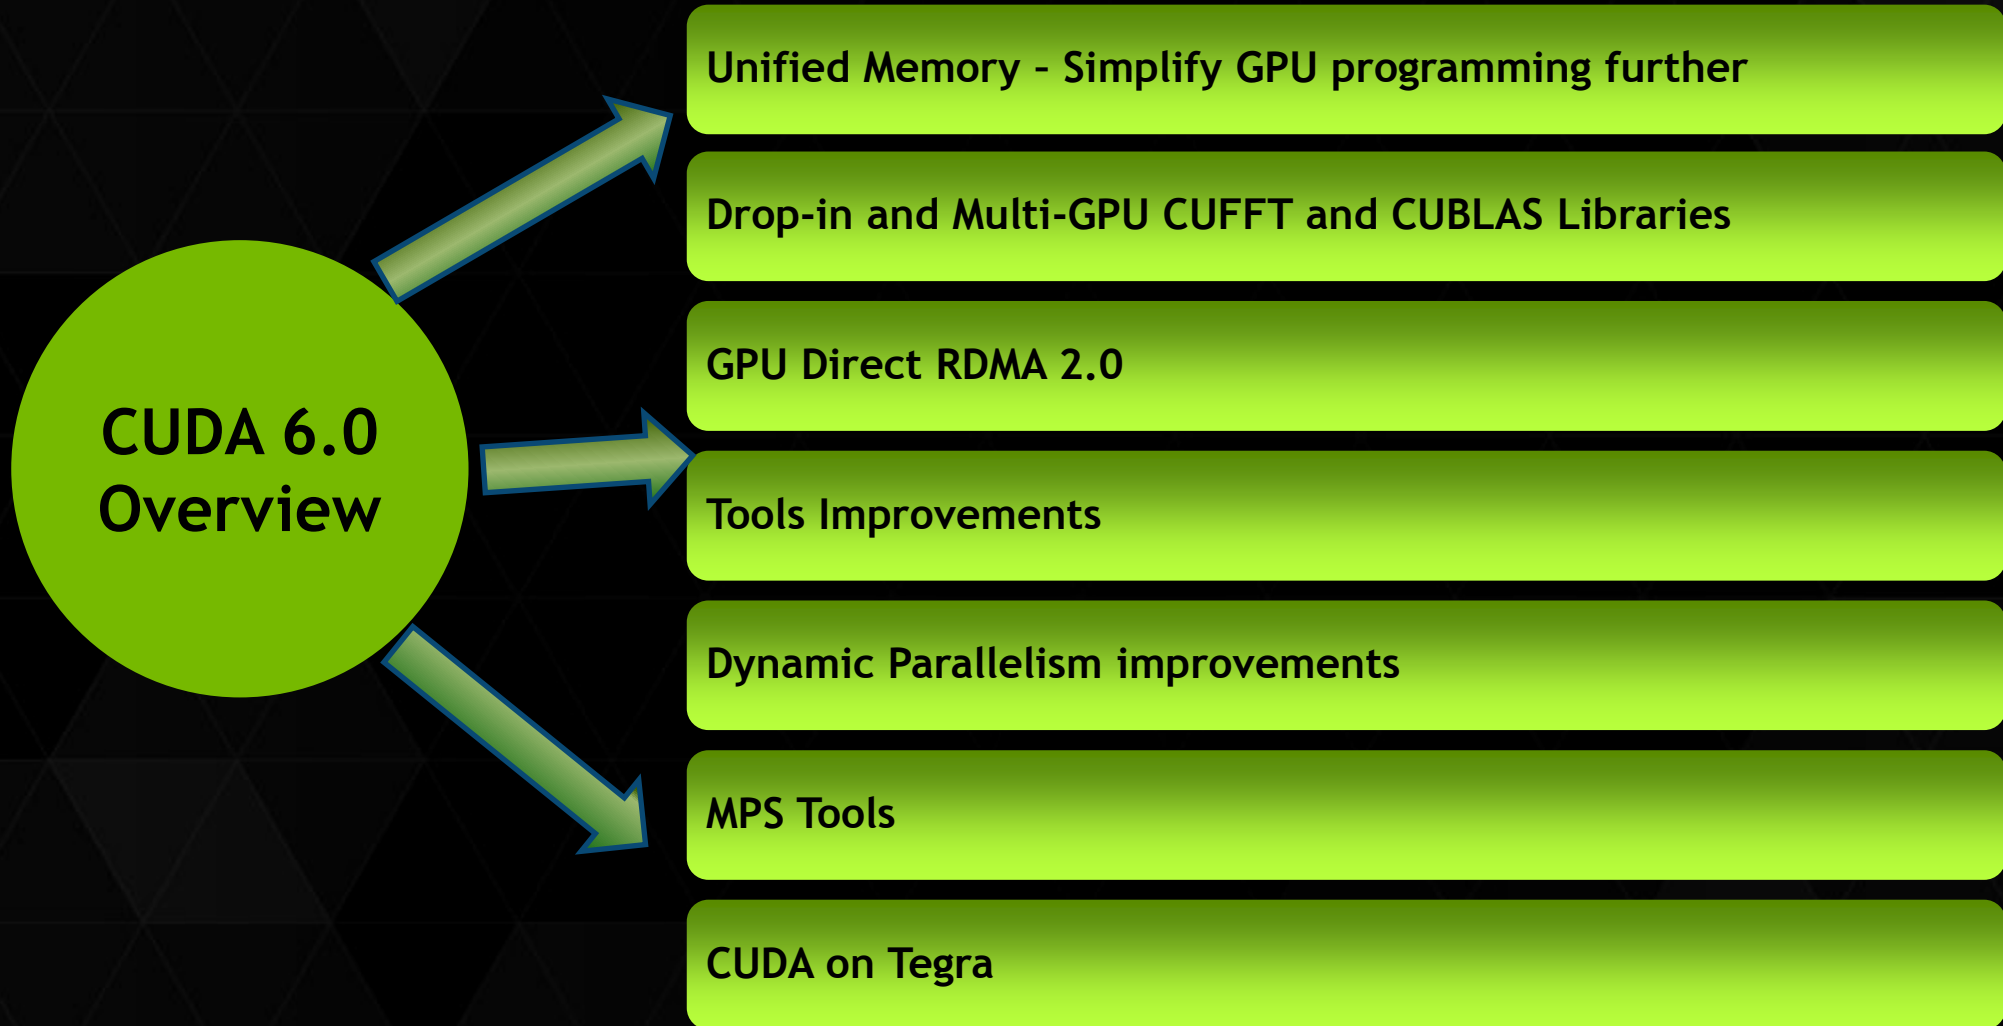 CUDA 6.0
Overview
Unified Memory – Simplify GPU programming further
Drop-in and Multi-GPU CUFFT and CUBLAS Libraries
GPU Direct RDMA 2.0
Tools Improvements
Dynamic Parallelism improvements
MPS Tools
CUDA on Tegra